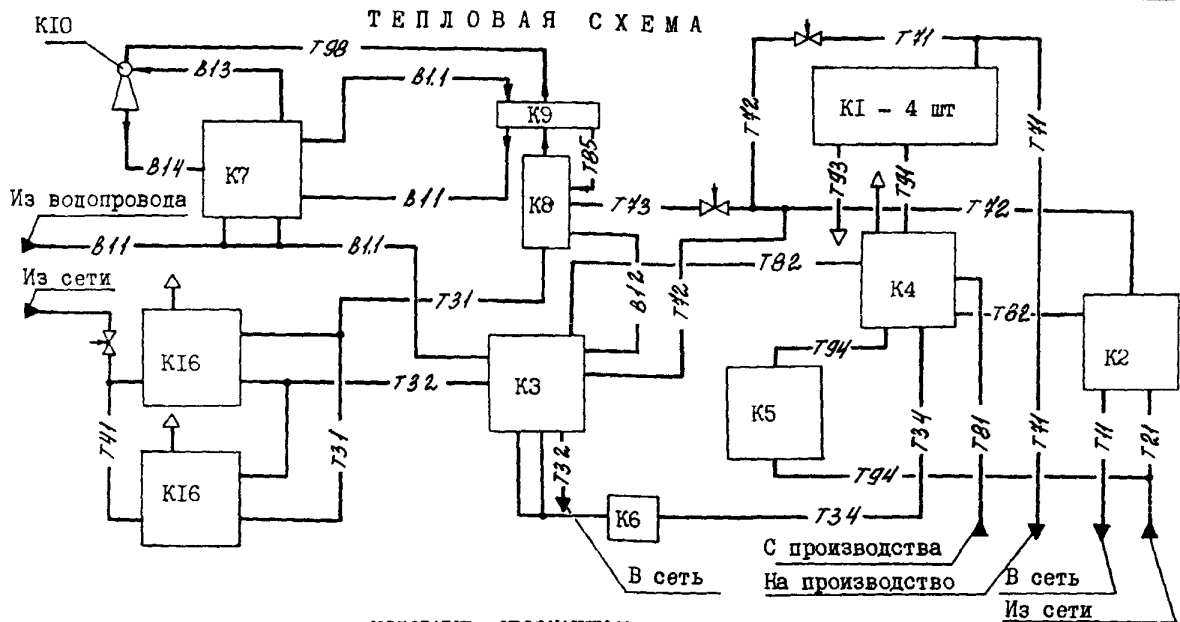 ТЕПЛОВАЯ СХЕМА
К10
Т98
В13
В1.1
К9
Т85
Т71
К1 - 4 шт
Т72
Т71
Т93
Т91
В14
К7
К8
Из водопровода
В11
Т73
Т72
В11
В1.1
Т82
К4
Из сети
Т31
В12
Т72
Т82
К16
К3
Т94
К2
Т32
К5
Т41
Т31
Т32
Т34
Т81
Т71
Т11
Т21
К16
Т94
К6
Т34
С производства
На производство
В сеть
В сеть
Из сети